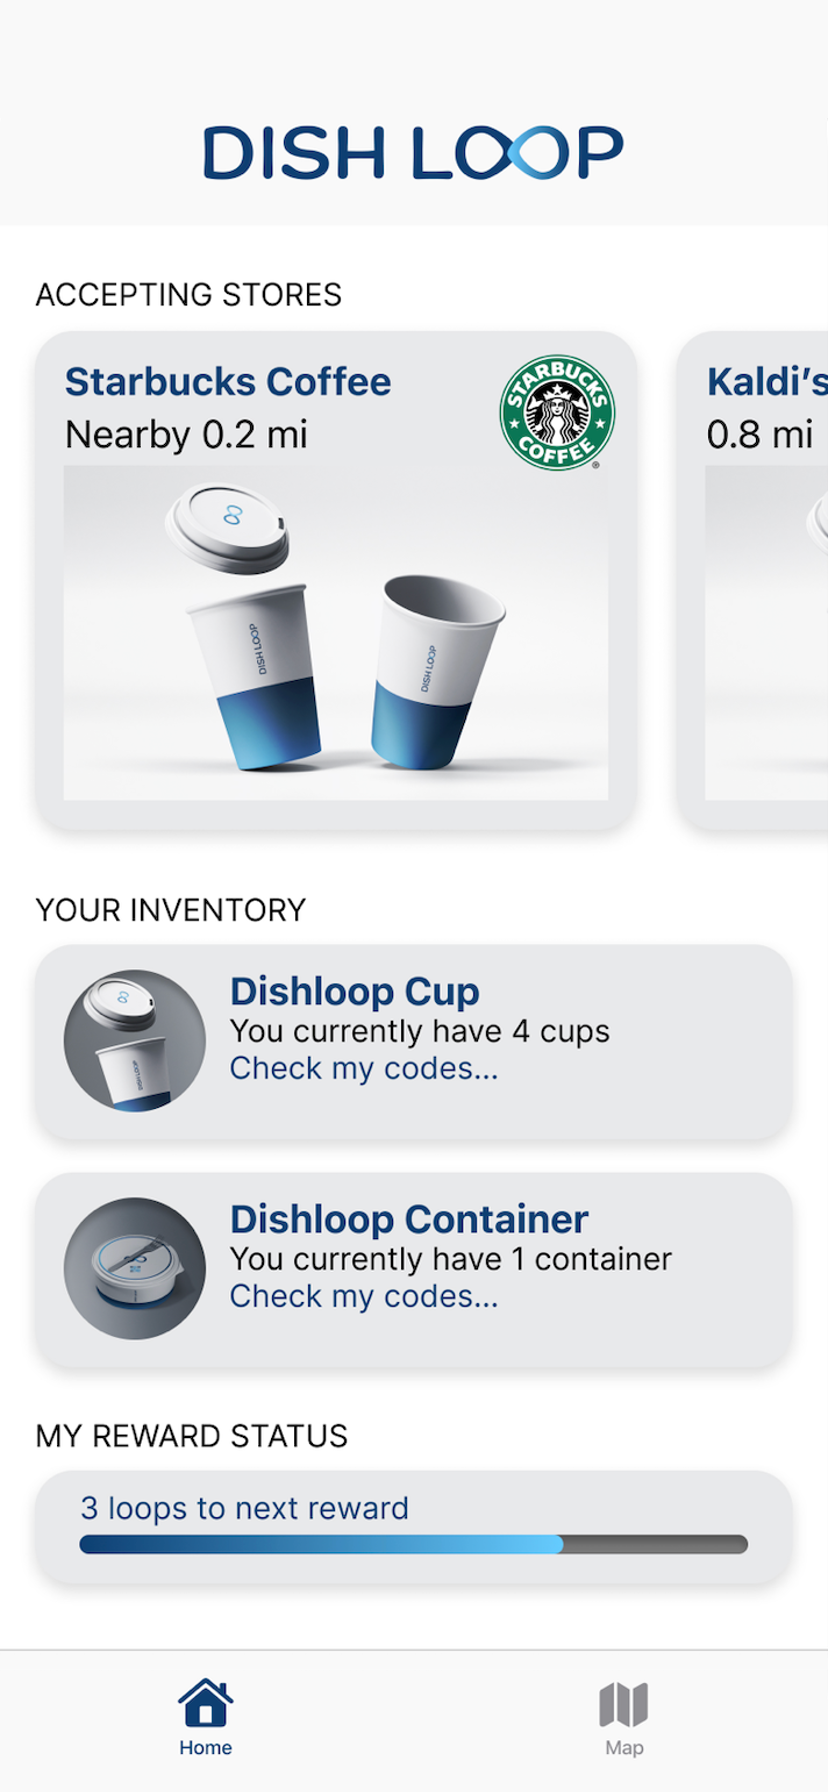 DISH LOOP
ACCEPTING STORES
Starbucks Coffee
Nearby 0.2 mi
STARBUCKS
COFFEE
®
DISH LOOP
DISH LOOP
Kaldi's
0.8 mi
YOUR INVENTORY
Dishloop Cup
You currently have 4 cups
Check my codes...
DISH LOOP
Dishloop Container
You currently have 1 container
Check my codes...
MY REWARD STATUS
3 loops to next reward
Home
Map